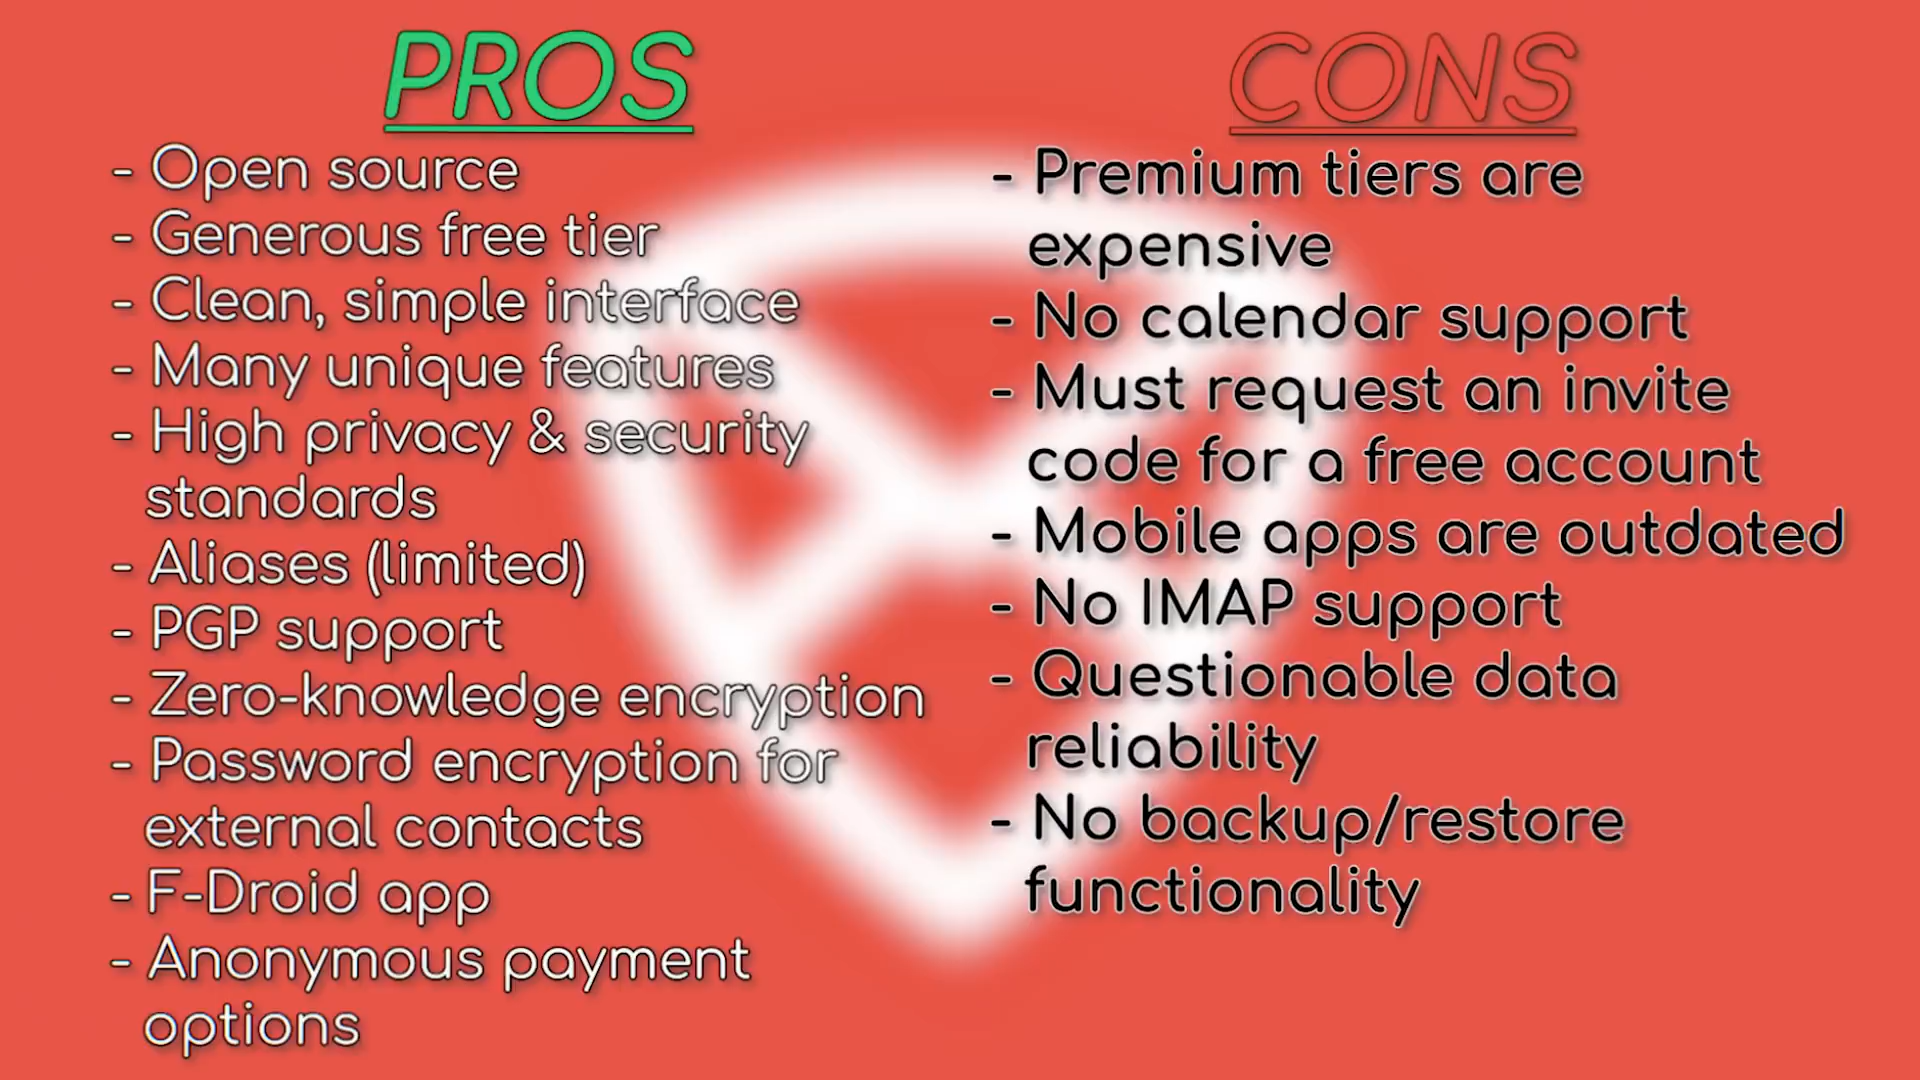 PROS
- Open source
- Generous free tier
- Clean, simple interface
- Many unique features
- High privacy & security
standards
- Aliases (limited)
- PGP support
- Zero-knowledge encryption
- Password encryption for
external contacts
- F-Droid app
- Anonymous payment
options
CONS
- Premium tiers are
expensive
- No calendar support
- Must request an invite
code for a free account
- Mobile apps are outdated
- No IMAP support
- Questionable data
reliability
- No backup/restore
functionality